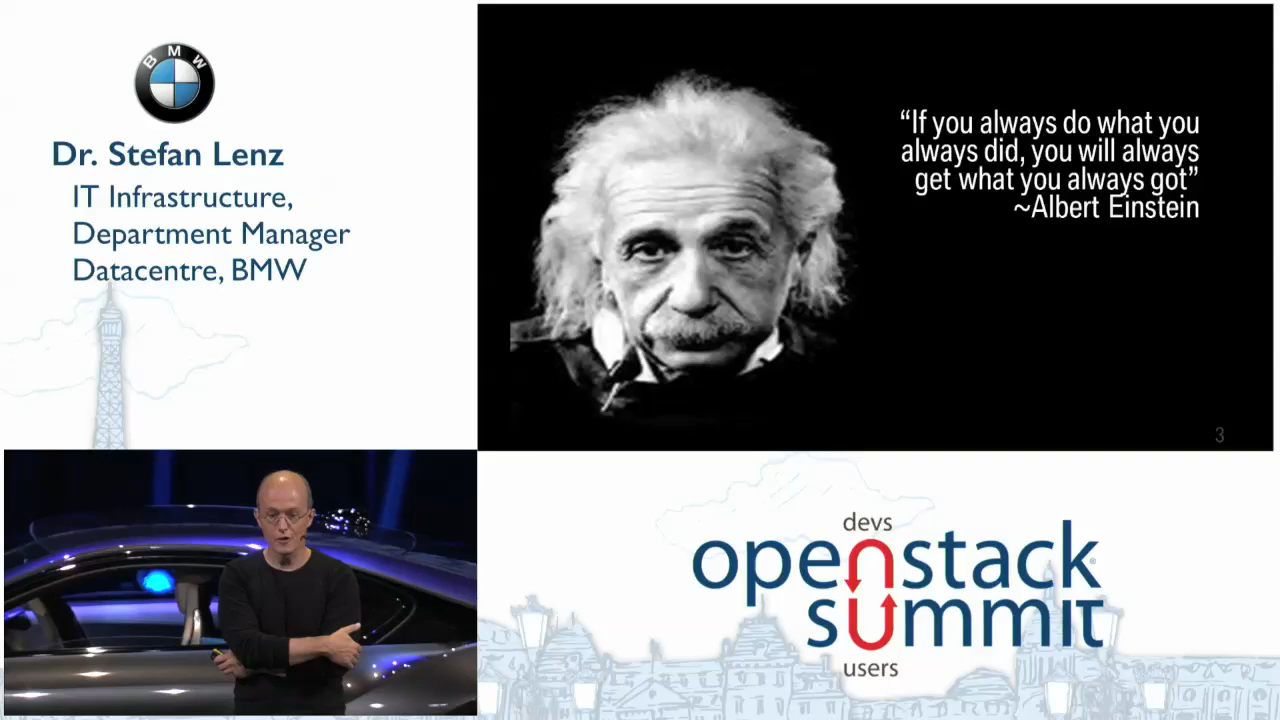 BMW
Dr. Stefan Lenz
IT Infrastructure,
Department Manager
Datacentre, BMW
“If you always do what you
always did, you will always
get what you always got”
~Albert Einstein
3
devs
openstack®
summit
users